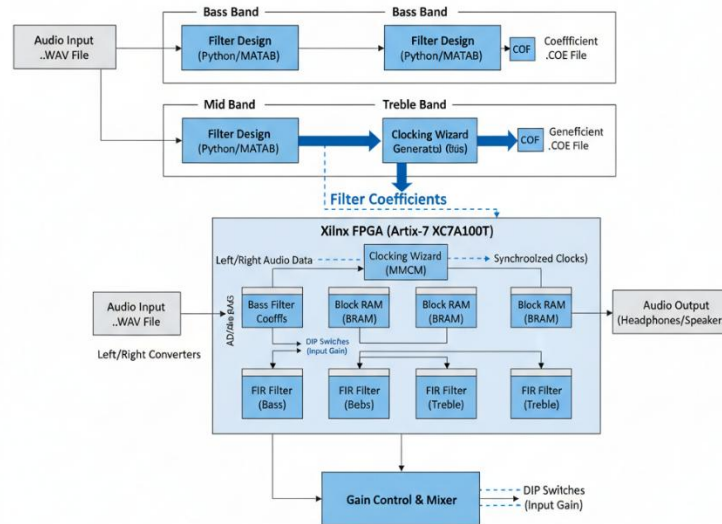 Bass Band
Bass Band
Audio Input
..WAV File
Filter Design
(Python/MATAB)
Filter Design
(Python/MATAB)
COF
Coeffficient
.COE File
Mid Band
Treble Band
Filter Design
(Python/MATAB)
Clocking Wizard
COF
Genefficient
.COE File
Filter Coefficients
Xilnx FPGA (Artix-7 XC7A100T)
Left/Right Audio Data
Clocking Wizard
(MMCM)
Synchroolzed Clocks)
Audio Input
..WAV File
Bass Filter
Cooffls
Block RAM
(BRAM)
Block RAM
(BRAM)
Block RAM
(BRAM)
Audio Output
(Headphones/Speaker
Left/Right Converters
DIP Switches
(Input Gain)
FIR Filter
(Bass)
FIR Filter
(Bebs)
FIR Filter
(Treble)
FIR Filter
(Treble)
Gain Control & Mixer
DIP Switches
(Input Gain)